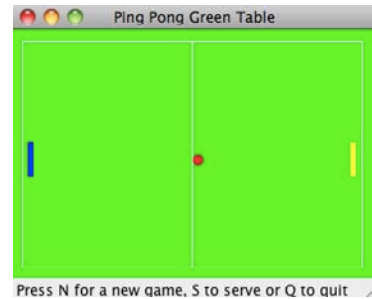 Ping Pong Green Table
Press N for a new game, S to serve or Q to quit